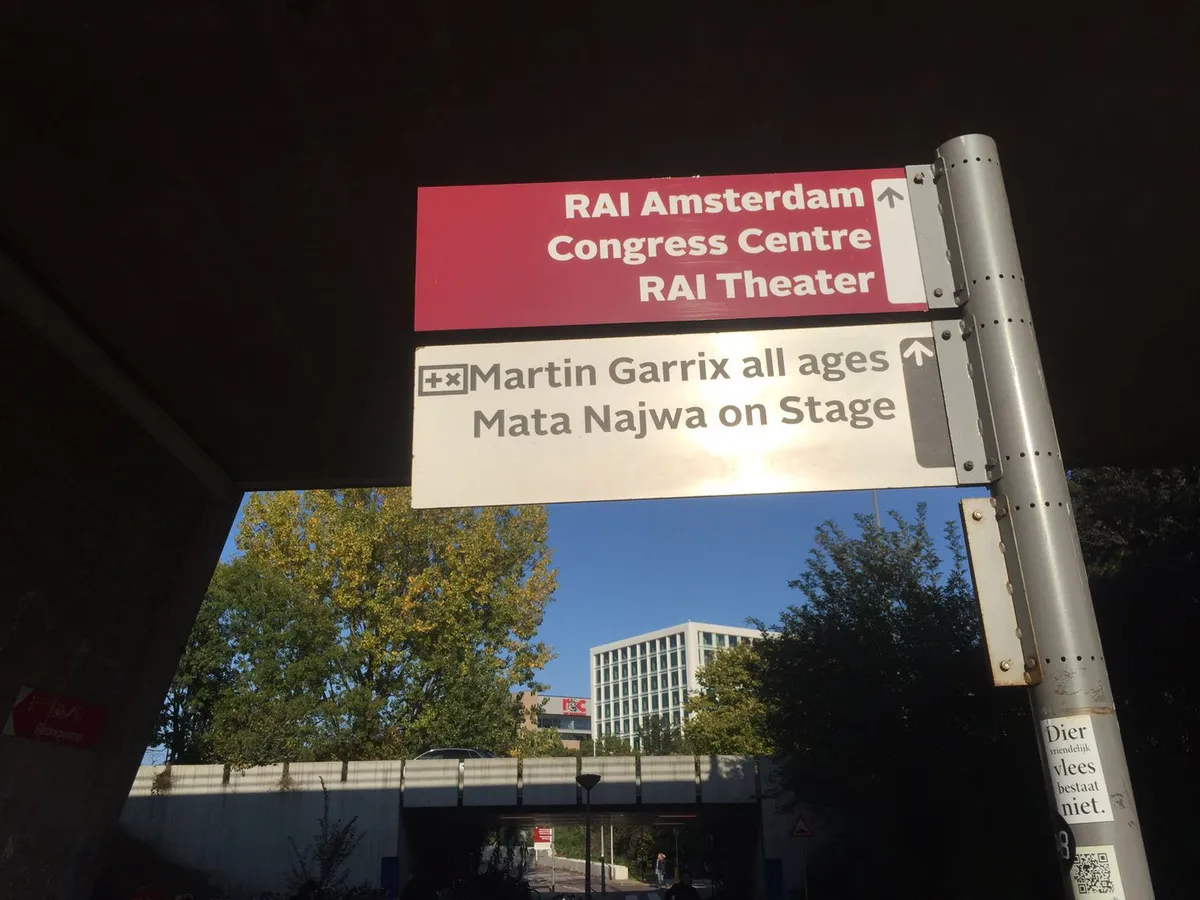 RAI Amsterdam
Congress Centre
RAI Theater
+× Martin Garrix all ages
Mata Najwa on Stage
Dier
vriendelijk
vlees
bestaat
niet.